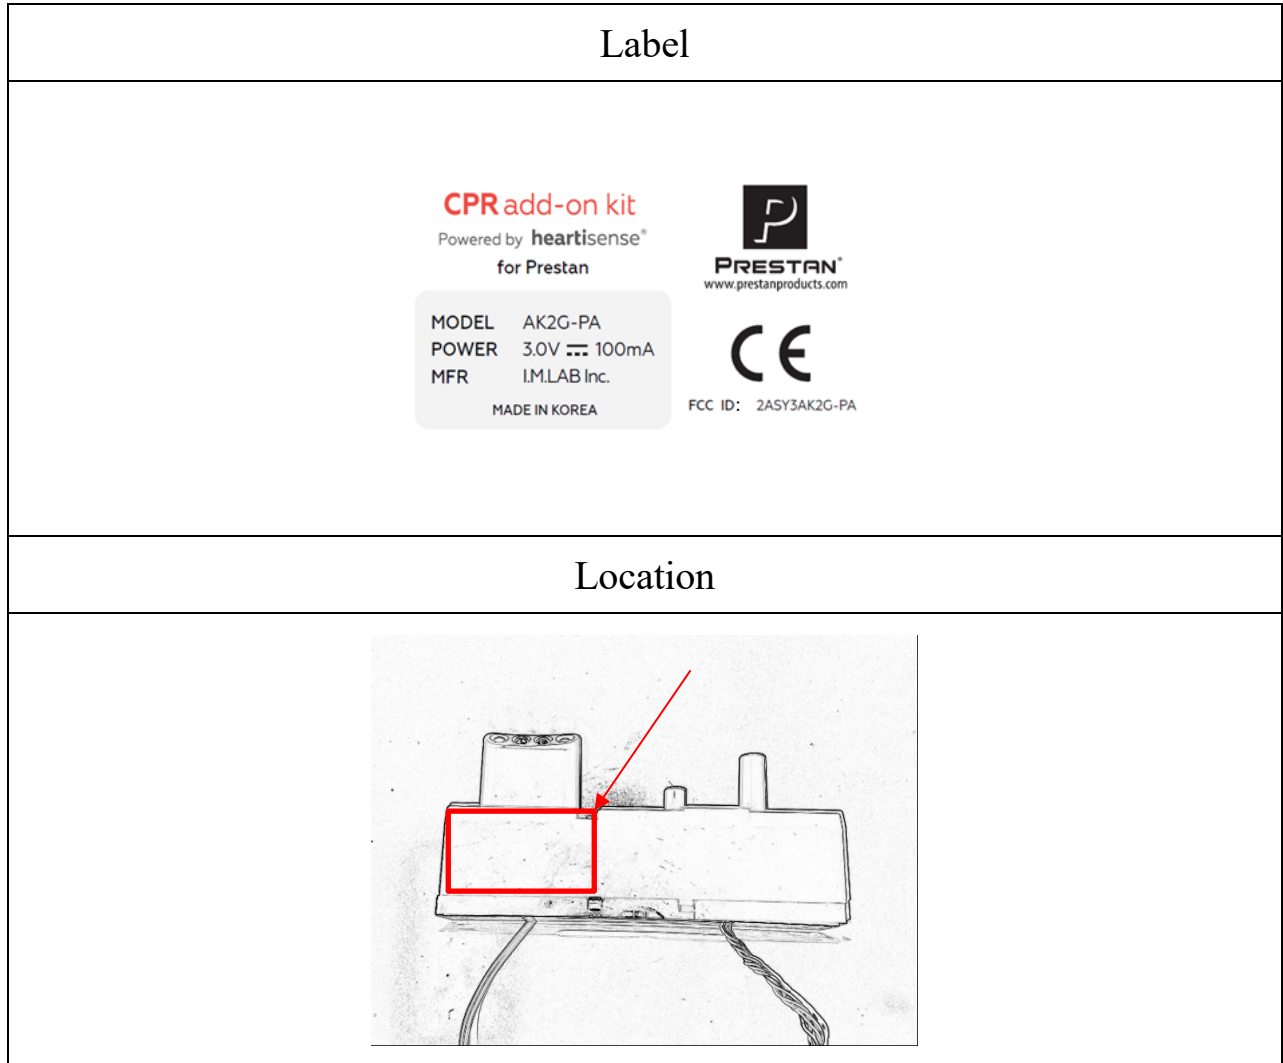 Label
CPR add-on kit
Powered by heartisense®
for Prestan
MODEL AK2G-PA
POWER 3.0V ⎓ 100mA
MFR I.M.LAB Inc.
MADE IN KOREA
PRESTAN®
www.prestanproducts.com
CE
FCC ID: 2ASY3AK2G-PA
Location